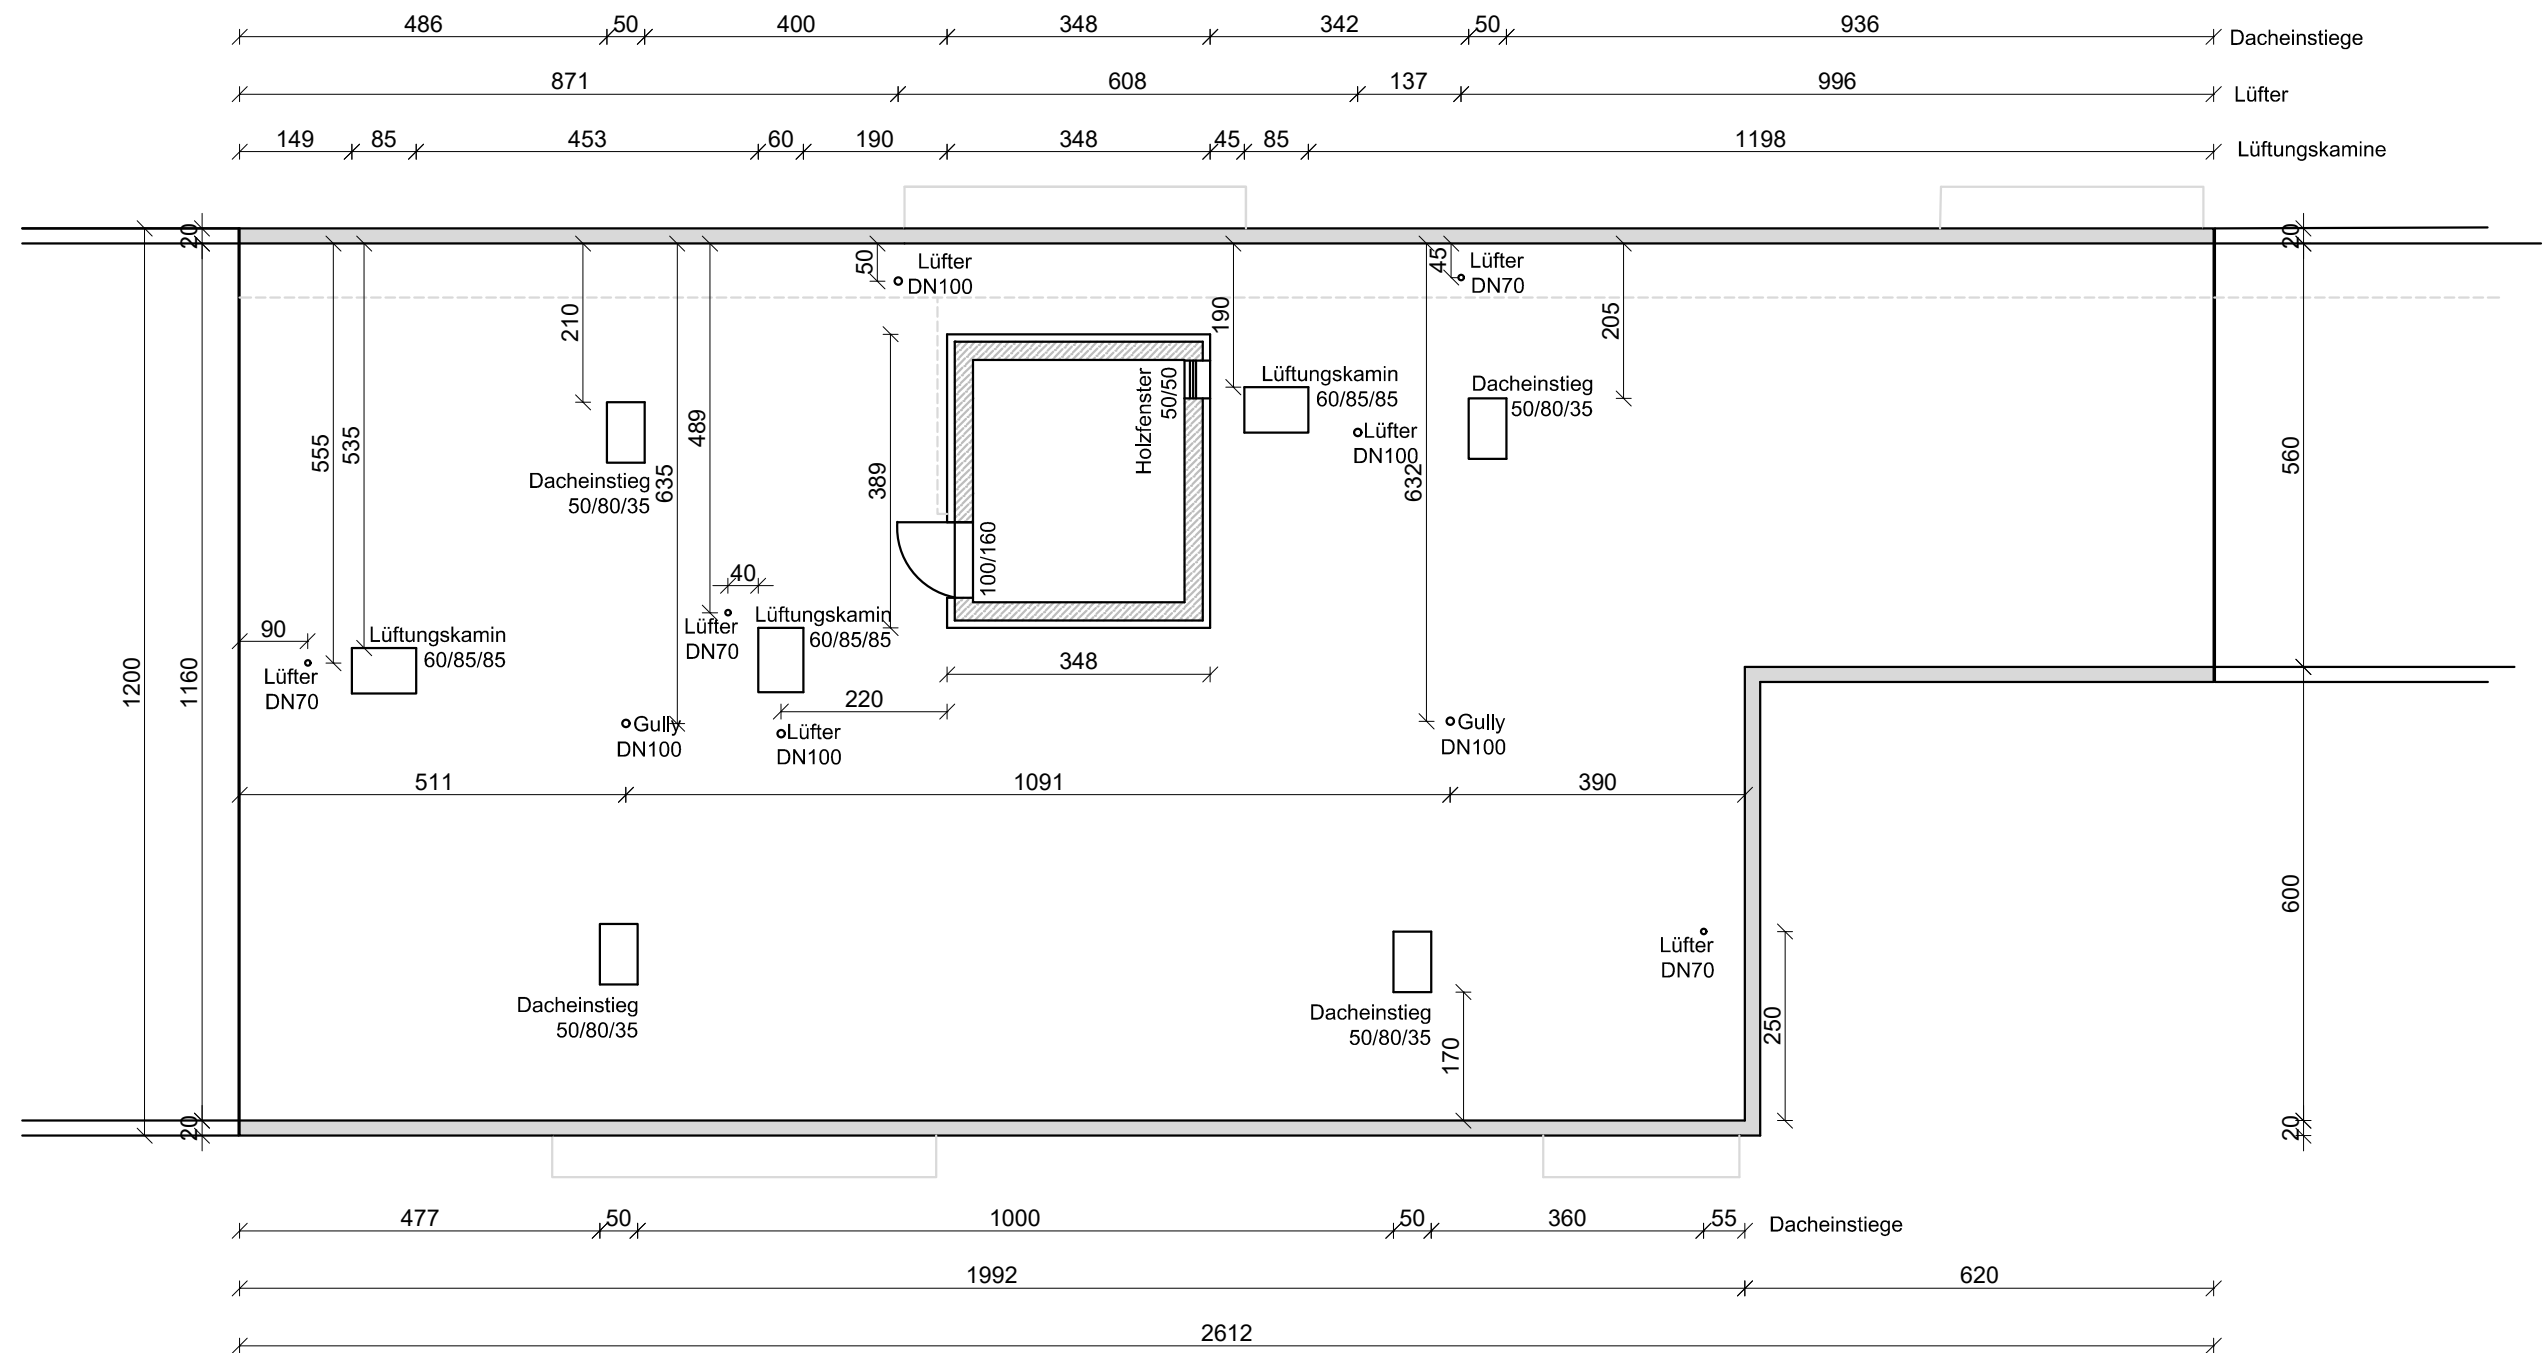 486 50 400 348 342 50 936 Dacheinstiege
871 608 137 996 Lüfter
149 85 453 60 190 348 45 85 1198 Lüftungskamine
20
20
50
Lüfter
DN100
45
Lüfter
DN70
210
190
205
Lüftungskamin
60/85/85
Dacheinstieg
50/80/35
Holzfenster
50/50
Lüfter
DN100
555
535
489
635
389
632
560
Dacheinstieg
50/80/35
100/160
40
Lüfter
DN70
Lüftungskamin
60/85/85
90
Lüftungskamin
60/85/85
Lüfter
DN70
1200
1160
348
220
Gully
DN100
Lüfter
DN100
Gully
DN100
511 1091 390
600
Dacheinstieg
50/80/35
Dacheinstieg
50/80/35
Lüfter
DN70
170
250
20
20
477 50 1000 50 360 55 Dacheinstiege
1992 620
2612